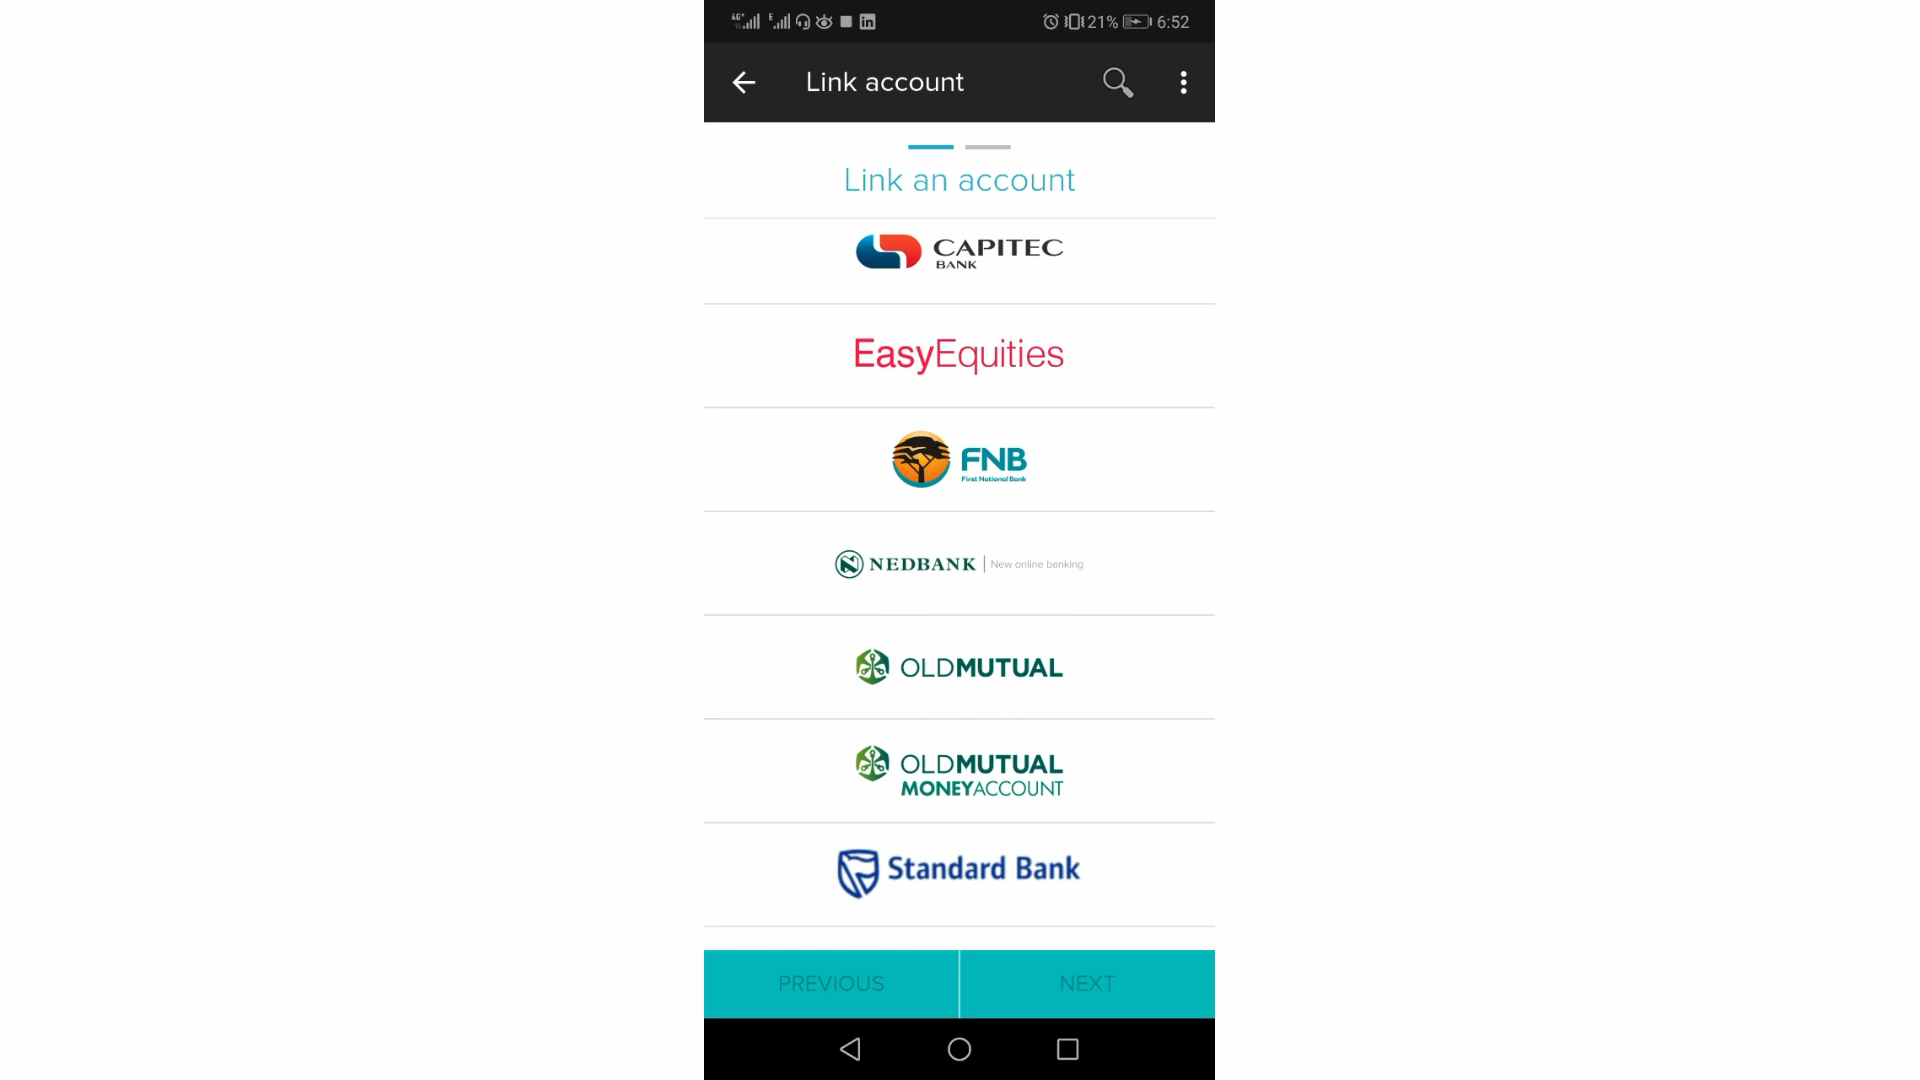 4G+ E 21% 6:52
Link account
Link an account
CAPITEC
BANK
EasyEquities
FNB
First National Bank
NEDBANK | New online banking
OLDMUTUAL
OLDMUTUAL
MONEYACCOUNT
Standard Bank
PREVIOUS NEXT